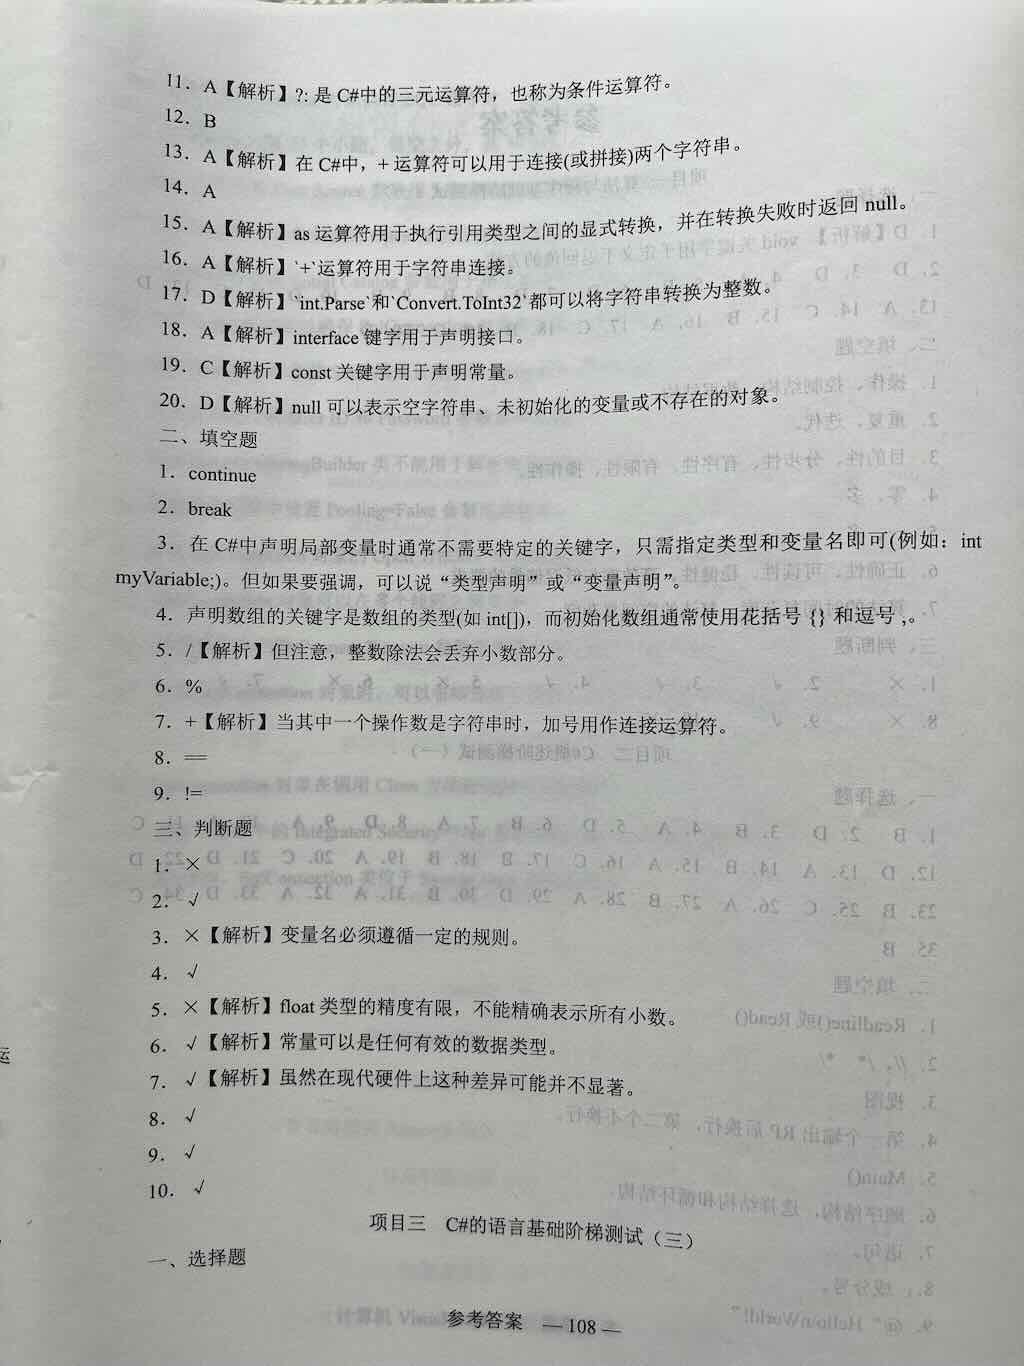 11．A【解析】?: 是 C#中的三元运算符，也称为条件运算符。
12．B
13．A【解析】在 C#中，+ 运算符可以用于连接(或拼接)两个字符串。
14．A
15．A【解析】as 运算符用于执行引用类型之间的显式转换，并在转换失败时返回 null。
16．A【解析】`+`运算符用于字符串连接。
17．D【解析】`int.Parse`和`Convert.ToInt32`都可以将字符串转换为整数。
18．A【解析】interface 键字用于声明接口。
19．C【解析】const 关键字用于声明常量。
20．D【解析】null 可以表示空字符串、未初始化的变量或不存在的对象。
二、填空题
1．continue
2．break
3．在 C#中声明局部变量时通常不需要特定的关键字，只需指定类型和变量名即可(例如：int
myVariable;)。但如果要强调，可以说“类型声明”或“变量声明”。
4．声明数组的关键字是数组的类型(如 int[])，而初始化数组通常使用花括号 {} 和逗号 ,。
5．/【解析】但注意，整数除法会丢弃小数部分。
6．%
7．+【解析】当其中一个操作数是字符串时，加号用作连接运算符。
8．==
9．!=
三、判断题
1．×
2．√
3．×【解析】变量名必须遵循一定的规则。
4．√
5．×【解析】float 类型的精度有限，不能精确表示所有小数。
6．√【解析】常量可以是任何有效的数据类型。
7．√【解析】虽然在现代硬件上这种差异可能并不显著。
8．√
9．√
10．√
项目三　C#的语言基础阶梯测试（三）
一、选择题
参考答案　— 108 —